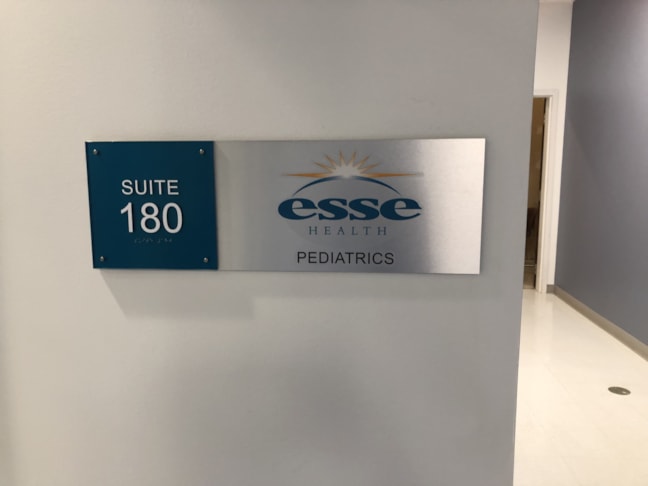 SUITE
180
esse
HEALTH
PEDIATRICS